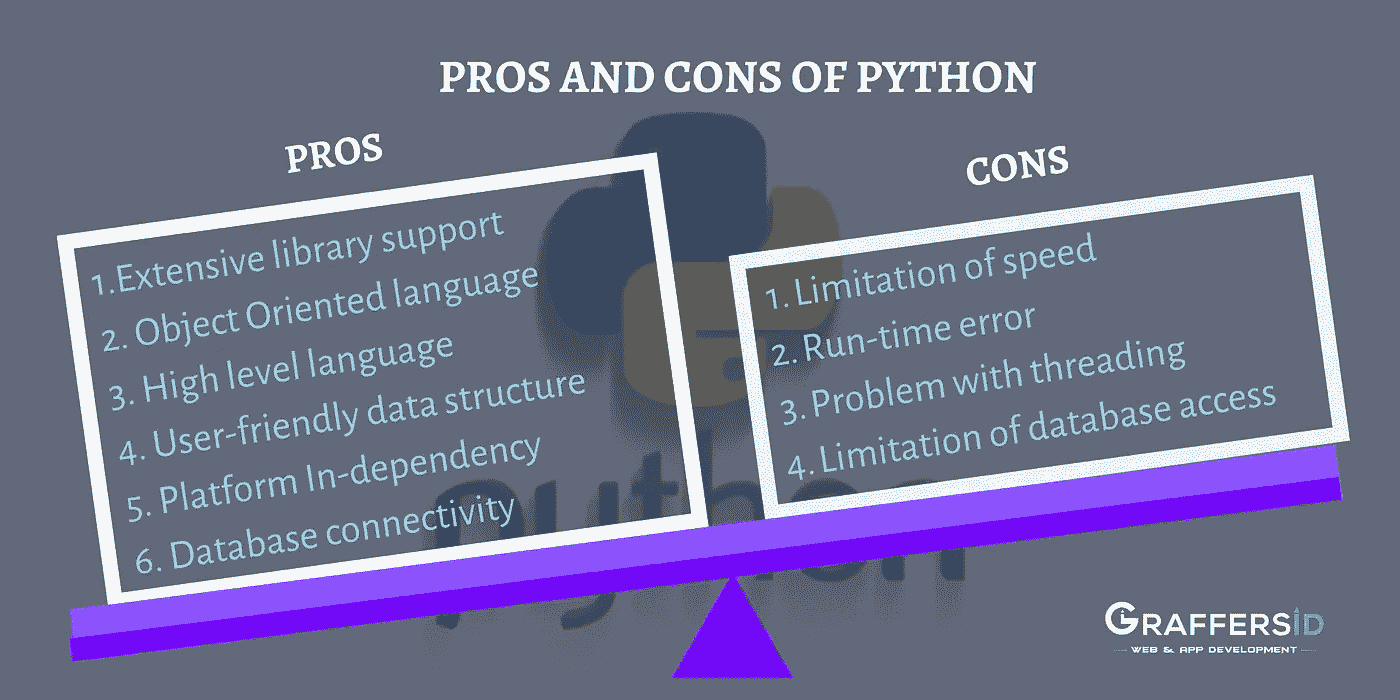 PROS AND CONS OF PYTHON
PROS
1.Extensive library support
2. Object Oriented language
3. High level language
4. User-friendly data structure
5. Platform In-dependency
6. Database connectivity
CONS
1. Limitation of speed
2. Run-time error
3. Problem with threading
4. Limitation of database access
python
GRAFFERSID
WEB & APP DEVELOPMENT